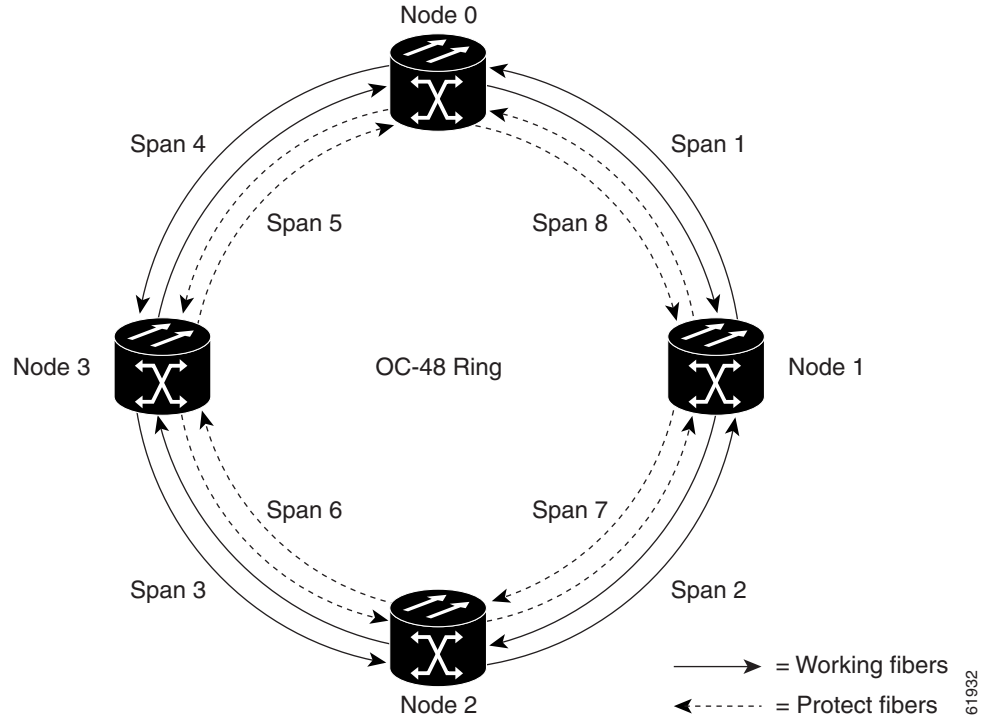 Node 0
Span 4
Span 1
Span 5
Span 8
Node 3
OC-48 Ring
Node 1
Span 6
Span 7
Span 3
Span 2
Node 2
= Working fibers
= Protect fibers
61932